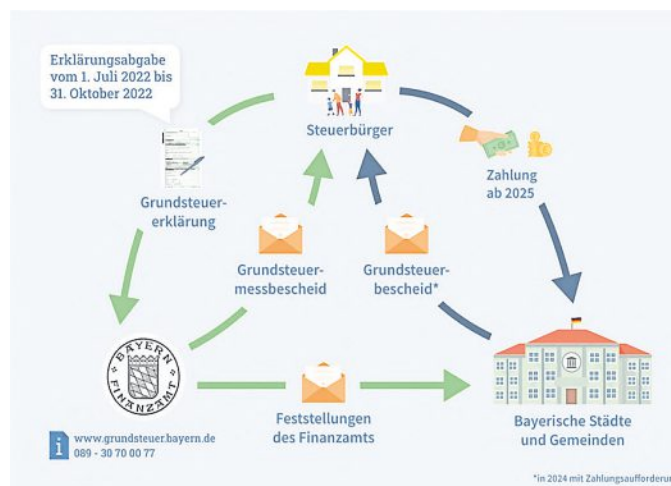 Erklärungsabgabe
vom 1. Juli 2022 bis
31. Oktober 2022
Steuerbürger
Grundsteuer-
erklärung
Zahlung
ab 2025
Grundsteuer-
messbescheid
Grundsteuer-
bescheid*
BAYERN
FINANZAMT
Feststellungen
des Finanzamts
Bayerische Städte
und Gemeinden
i www.grundsteuer.bayern.de
089 - 30 70 00 77
*in 2024 mit Zahlungsaufforderun